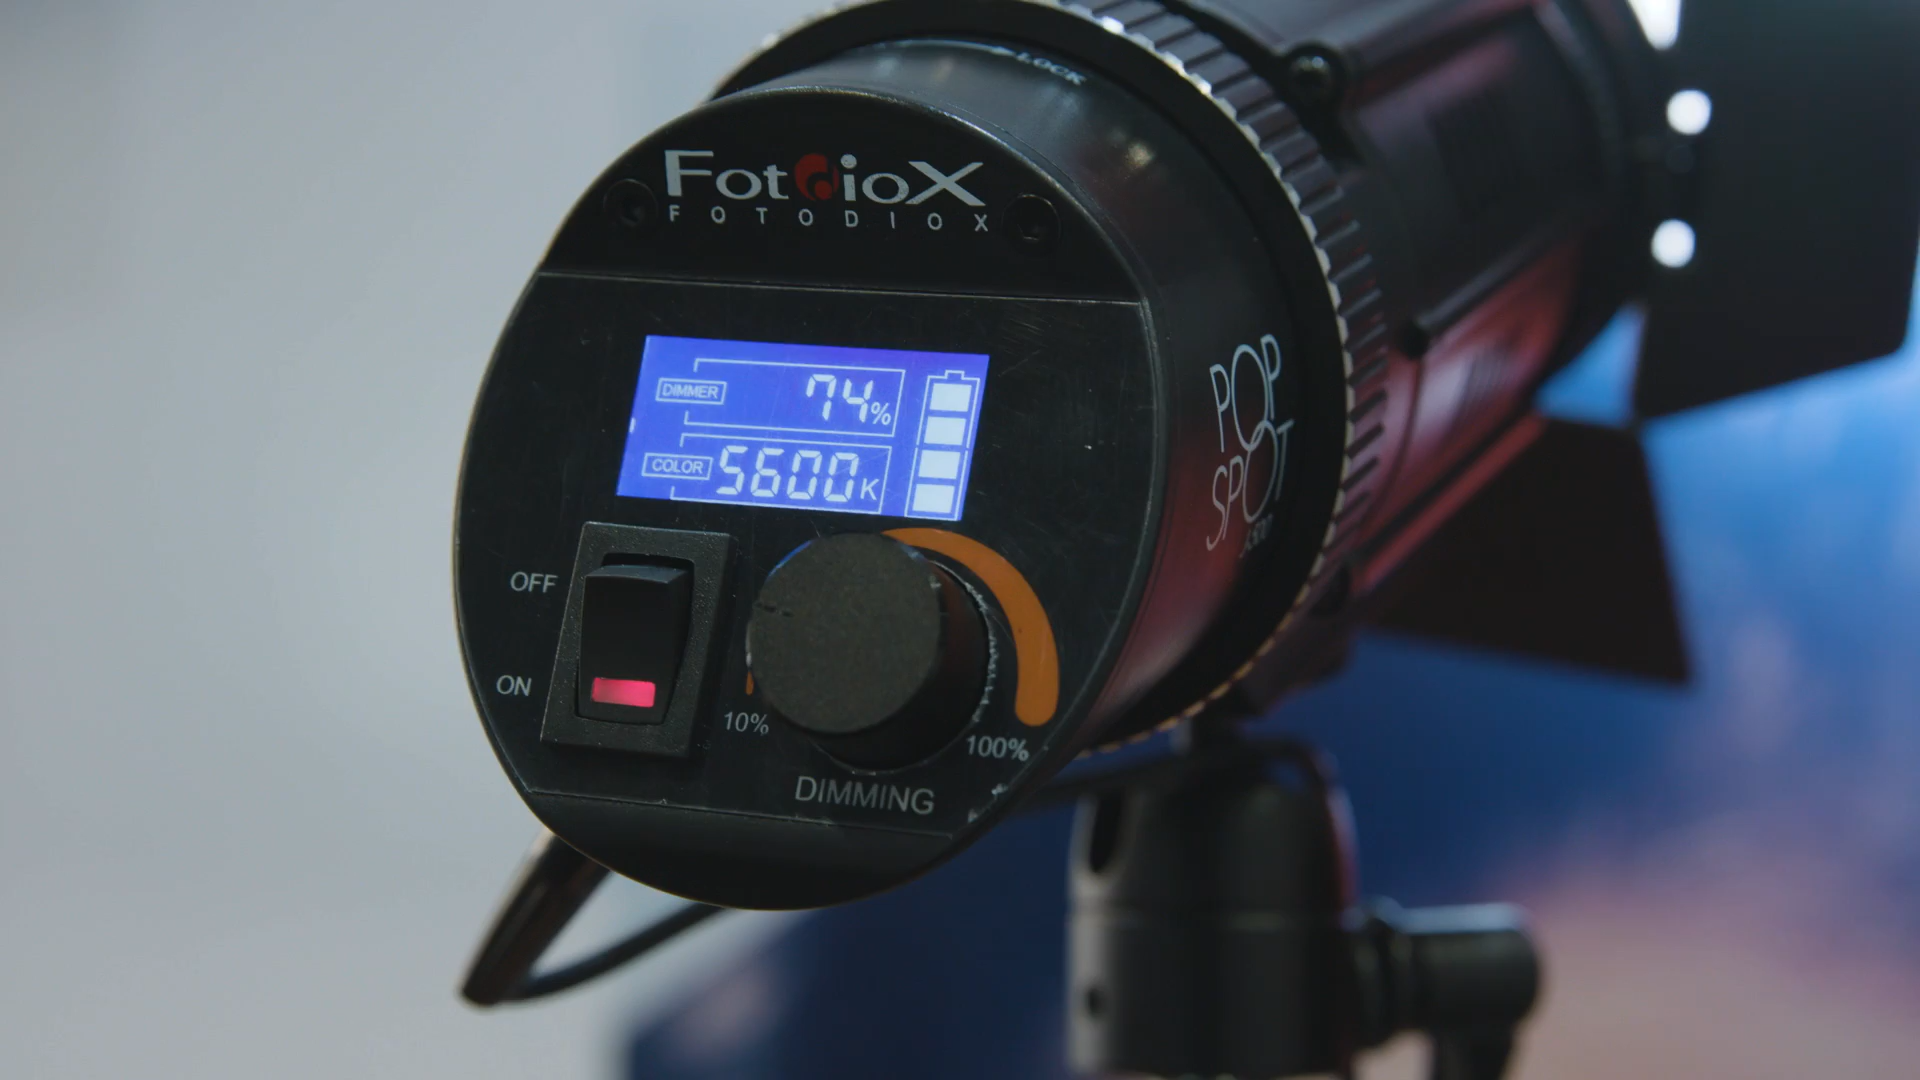 LOCK
FotodioX
FOTODIOX
DIMMER 74%
COLOR 5600K
POP
SPOT
OFF
ON
10%
100%
DIMMING